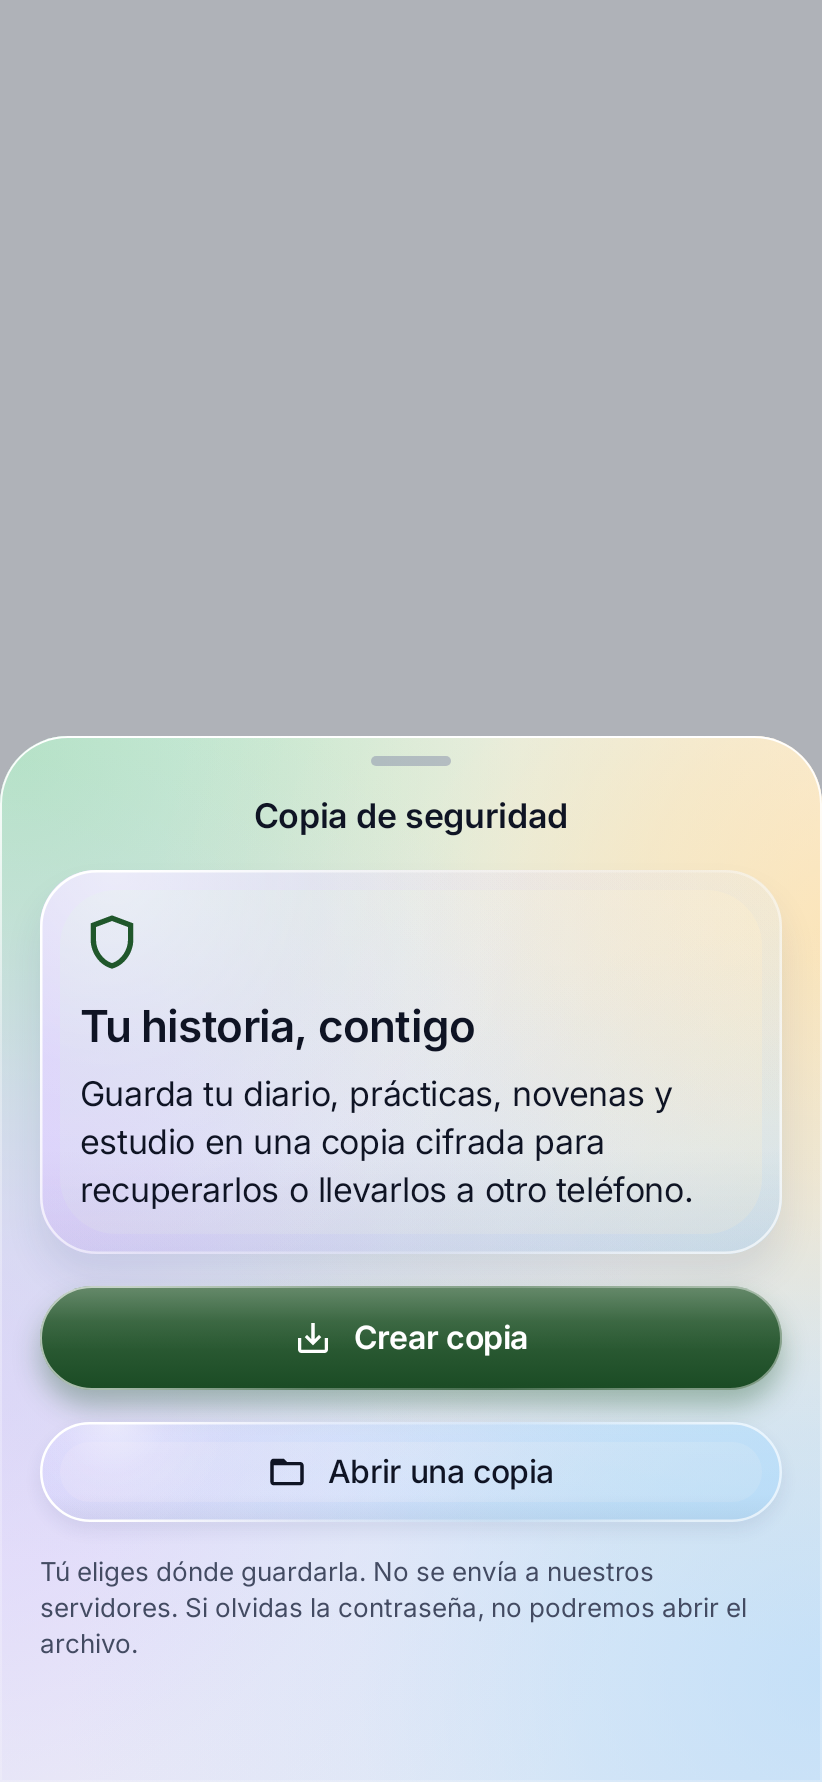 Copia de seguridad
Tu historia, contigo
Guarda tu diario, prácticas, novenas y
estudio en una copia cifrada para
recuperarlos o llevarlos a otro teléfono.
Crear copia
Abrir una copia
Tú eliges dónde guardarla. No se envía a nuestros
servidores. Si olvidas la contraseña, no podremos abrir el
archivo.